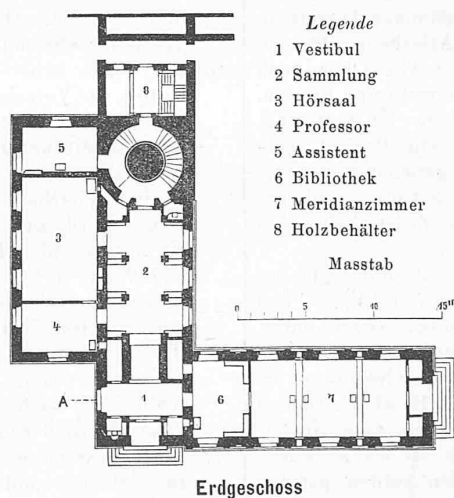 Legende
1 Vestibul
2 Sammlung
3 Hörsaal
4 Professor
5 Assistent
6 Bibliothek
7 Meridianzimmer
8 Holzbehälter
Masstab
0 5 10 15m
8
5
3
2
4
A
1
6
7
Erdgeschoss